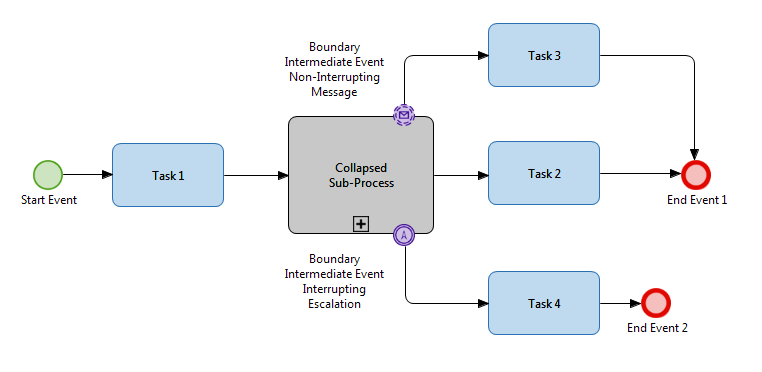 Boundary
Intermediate Event
Non-Interrupting
Message
Task 3
Start Event
Task 1
Collapsed
Sub-Process
Task 2
End Event 1
Boundary
Intermediate Event
Interrupting
Escalation
Task 4
End Event 2